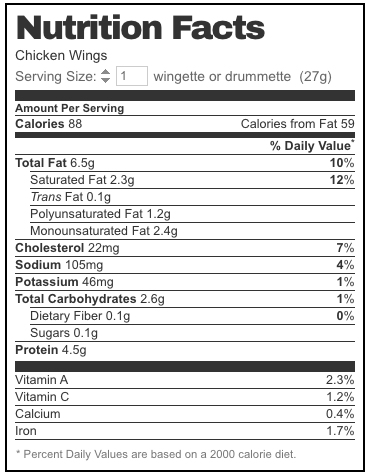 Nutrition Facts
Chicken Wings
Serving Size: 1 wingette or drummette (27g)
Amount Per Serving
Calories 88 Calories from Fat 59
% Daily Value*
Total Fat 6.5g 10%
Saturated Fat 2.3g 12%
Trans Fat 0.1g
Polyunsaturated Fat 1.2g
Monounsaturated Fat 2.4g
Cholesterol 22mg 7%
Sodium 105mg 4%
Potassium 46mg 1%
Total Carbohydrates 2.6g 1%
Dietary Fiber 0.1g 0%
Sugars 0.1g
Protein 4.5g
Vitamin A 2.3%
Vitamin C 1.2%
Calcium 0.4%
Iron 1.7%
* Percent Daily Values are based on a 2000 calorie diet.